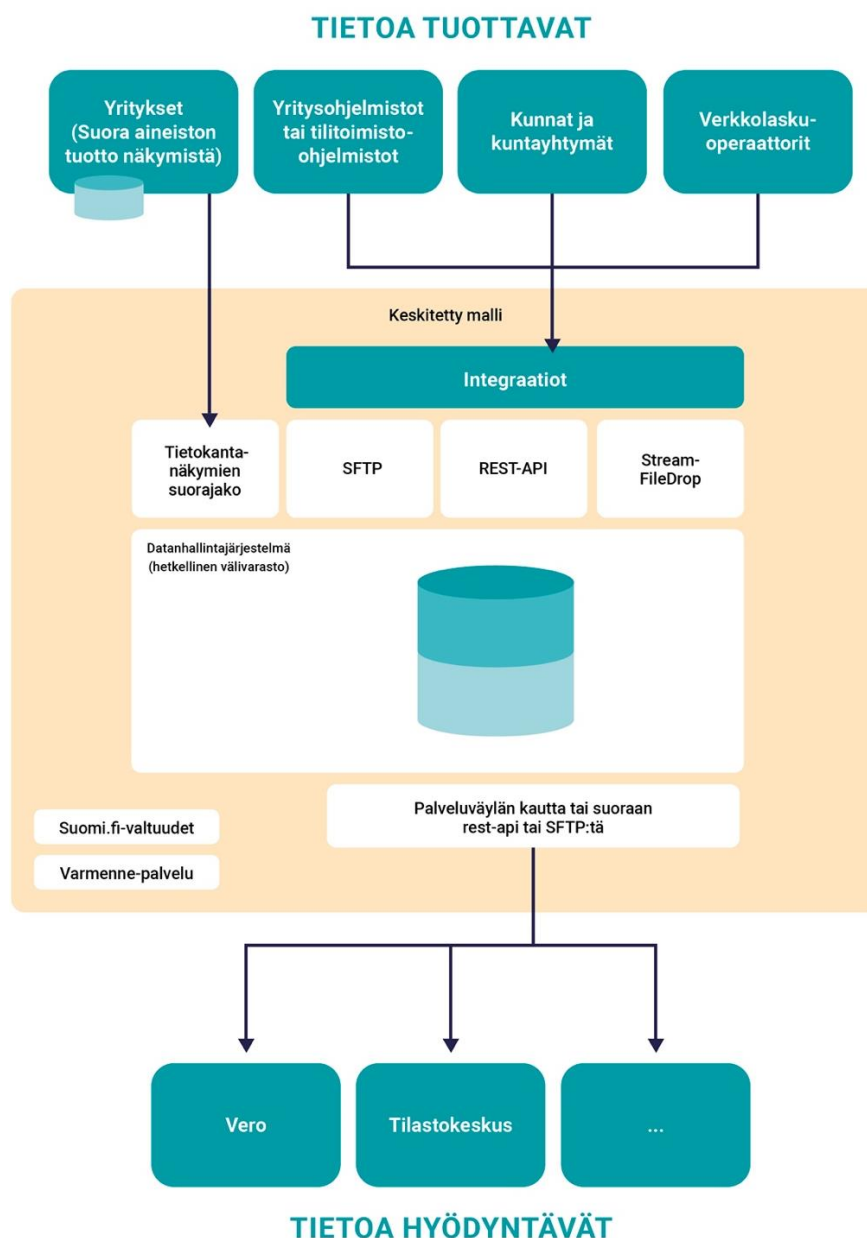 TIETOA TUOTTAVAT
Yritykset
(Suora aineiston
tuotto näkymistä)
Yritysohjelmistot
tai tilitoimisto-
ohjelmistot
Kunnat ja
kuntayhtymät
Verkkolasku-
operaattorit
Keskitetty malli
Integraatiot
Tietokanta-
näkymien
suorajako
SFTP
REST-API
Stream-
FileDrop
Datanhallintajärjestelmä
(hetkellinen välivarasto)
Palveluväylän kautta tai suoraan
rest-api tai SFTP:tä
Suomi.fi-valtuudet
Varmenne-palvelu
Vero
Tilastokeskus
...
TIETOA HYÖDYNTÄVÄT